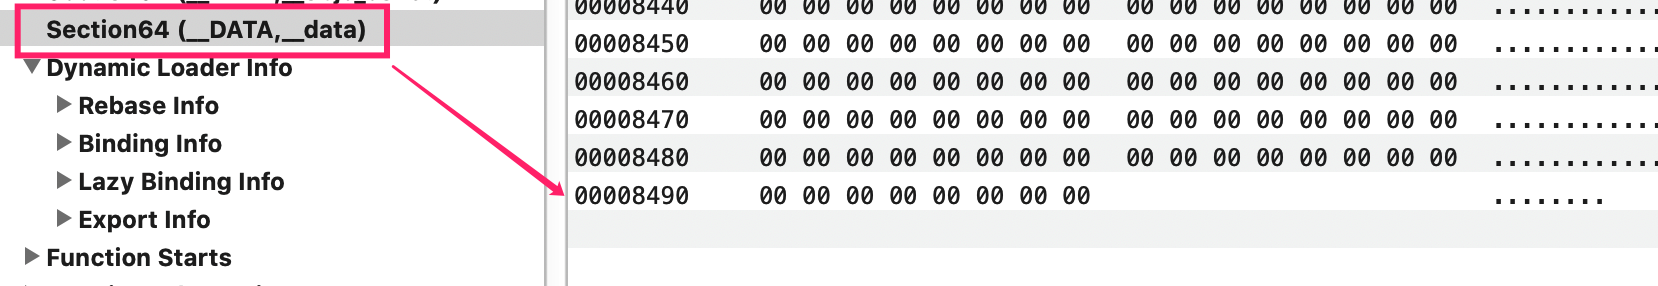 Section64 (__DATA,__data)
Dynamic Loader Info
Rebase Info
Binding Info
Lazy Binding Info
Export Info
Function Starts
00008440 00 00 00 00 00 00 00 00 00 00 00 00 00 00 00 00 ............
00008450 00 00 00 00 00 00 00 00 00 00 00 00 00 00 00 00 ............
00008460 00 00 00 00 00 00 00 00 00 00 00 00 00 00 00 00 ............
00008470 00 00 00 00 00 00 00 00 00 00 00 00 00 00 00 00 ............
00008480 00 00 00 00 00 00 00 00 00 00 00 00 00 00 00 00 ............
00008490 00 00 00 00 00 00 00 00 ........